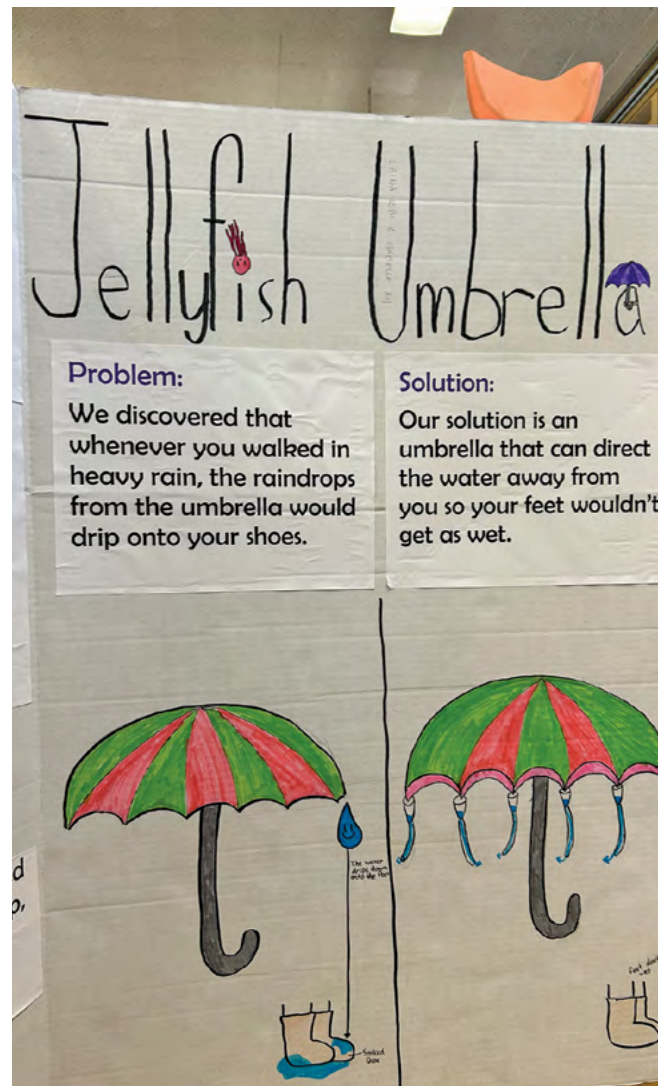 Jellyfish Umbrella
Problem:
We discovered that
whenever you walked in
heavy rain, the raindrops
from the umbrella would
drip onto your shoes.
Solution:
Our solution is an
umbrella that can direct
the water away from
you so your feet wouldn't
get as wet.
The water
drips down
onto the
Soaked